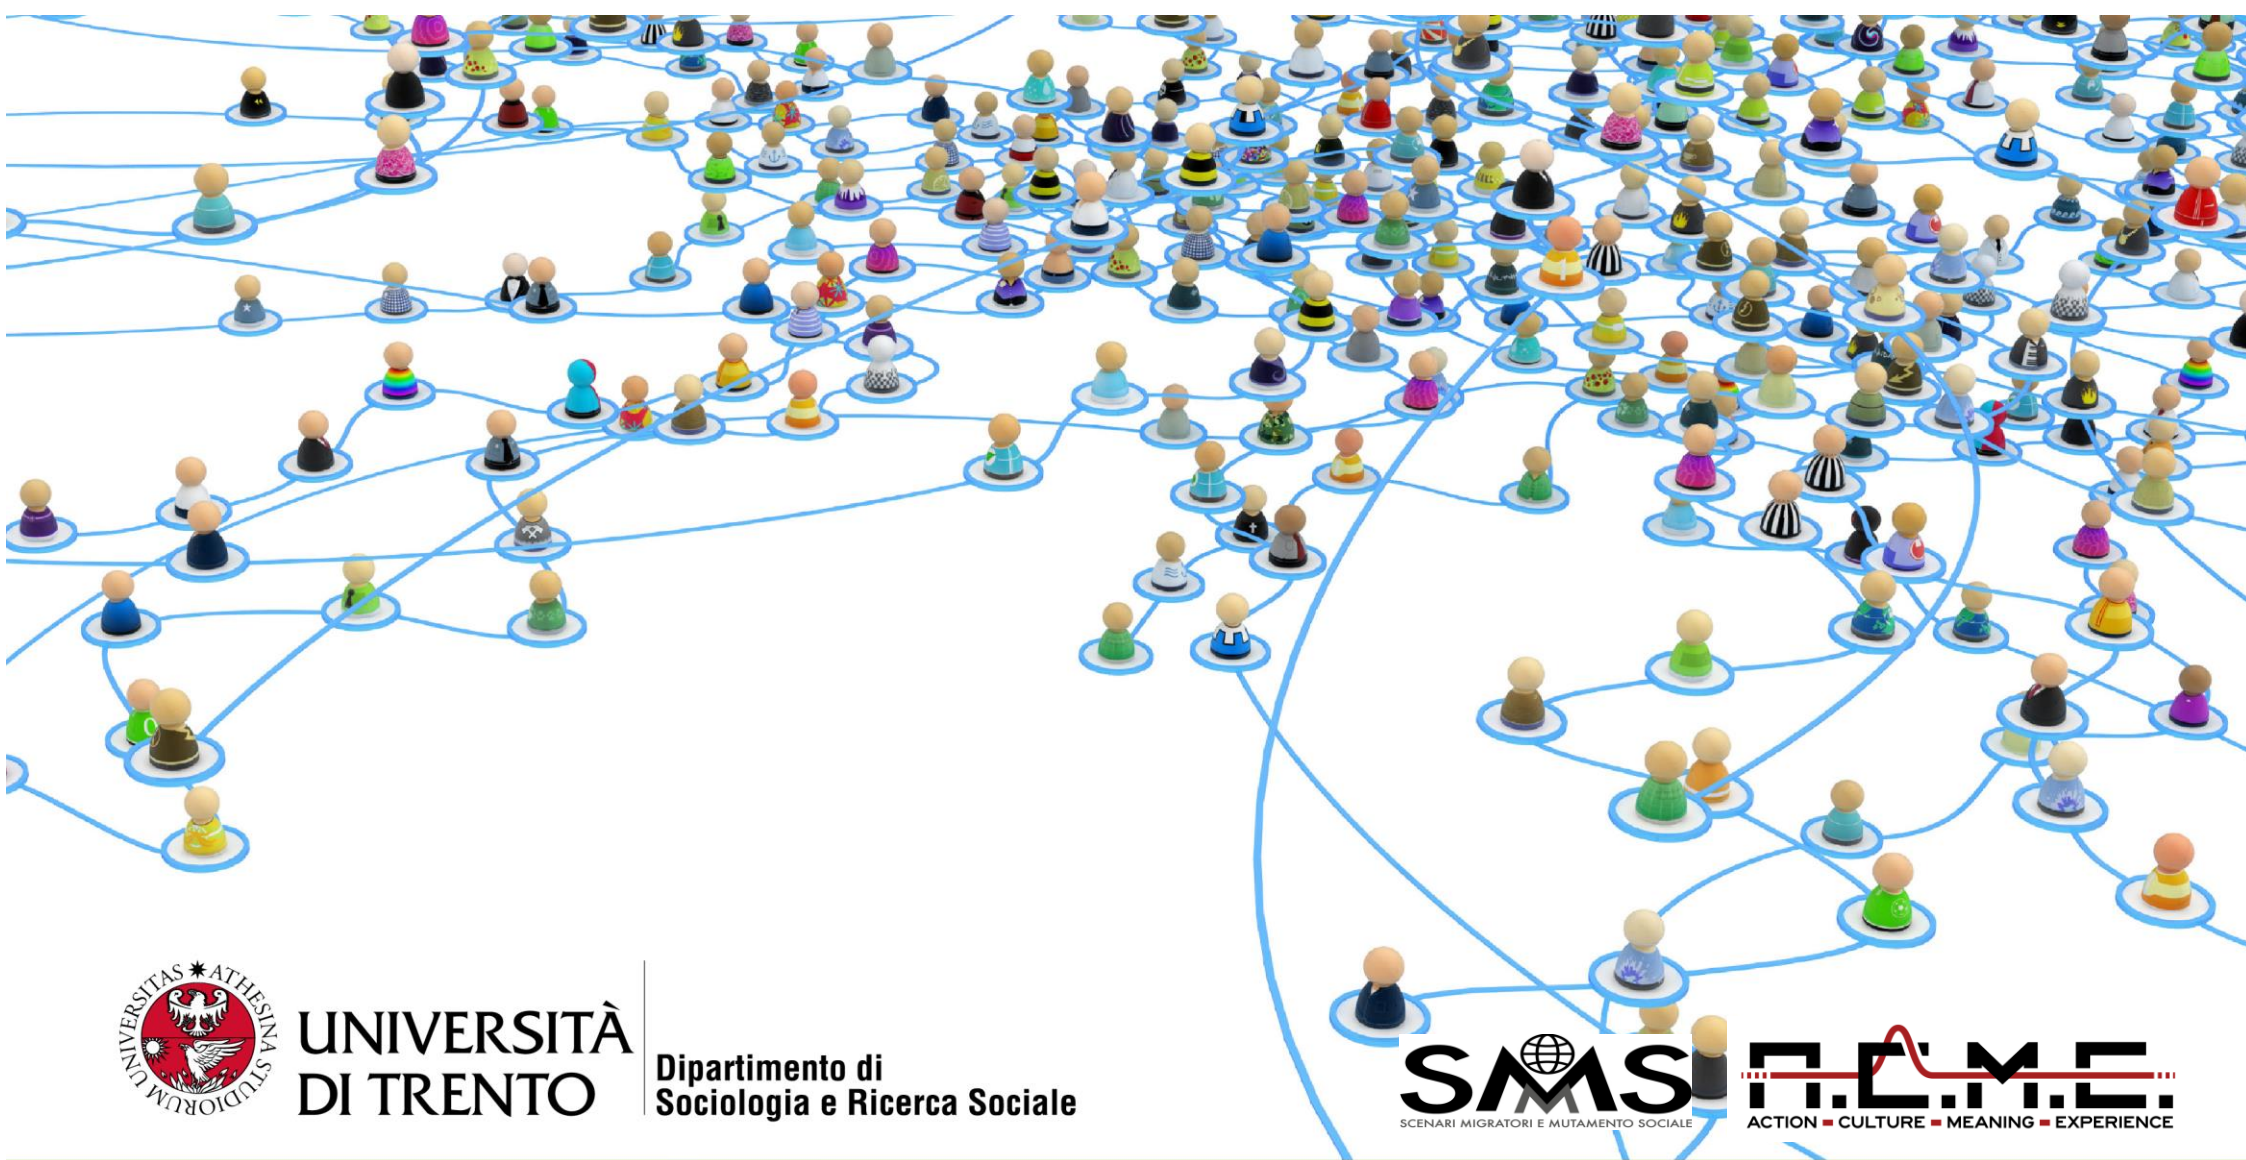 UNIVERSITAS ATHESINA STUDIORUM
UNIVERSITÀ
DI TRENTO
Dipartimento di
Sociologia e Ricerca Sociale
SMMS
SCENARI MIGRATORI E MUTAMENTO SOCIALE
A.C.M.E.
ACTION - CULTURE - MEANING - EXPERIENCE